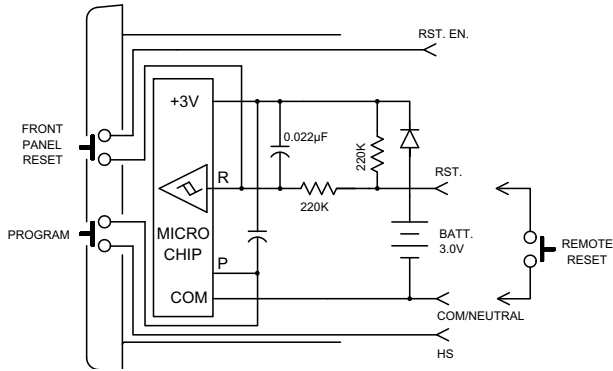 RST. EN.
+3V
FRONT
PANEL
RESET
0.022µF
220K
R
RST.
220K
PROGRAM
MICRO
CHIP
BATT.
3.0V
REMOTE
RESET
P
COM
COM/NEUTRAL
HS